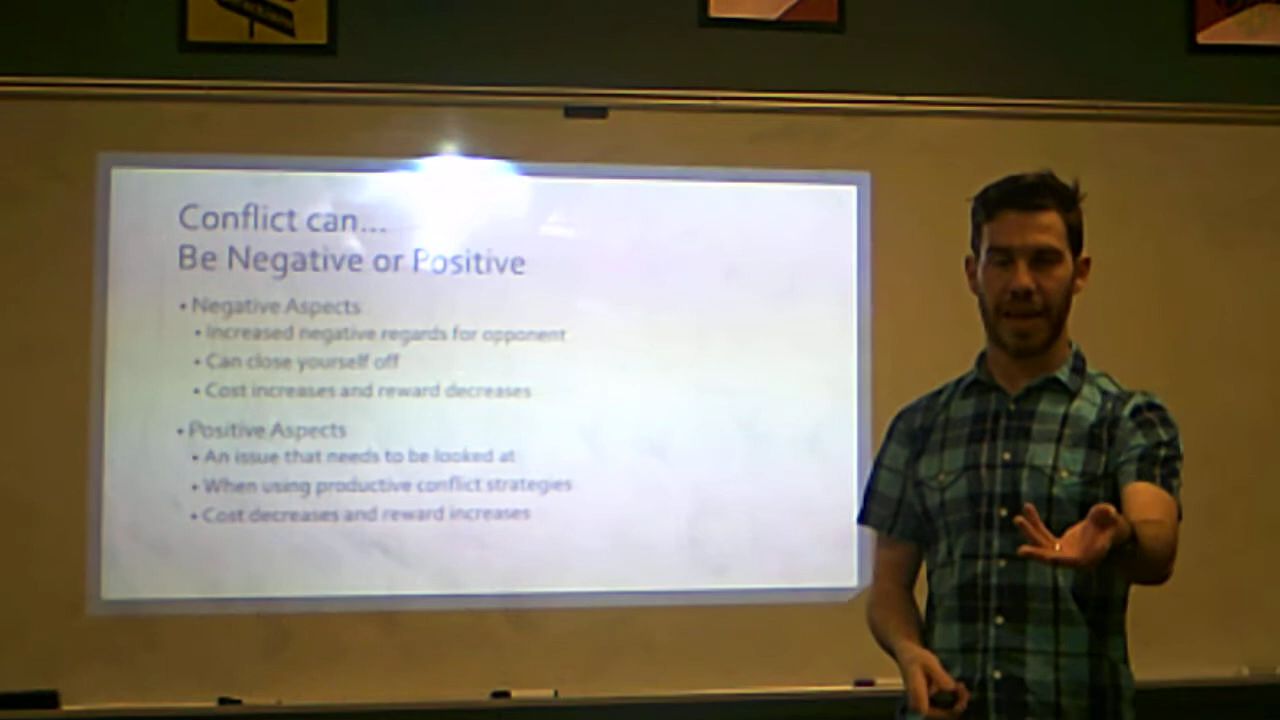 Conflict can...
Be Negative or Positive
• Negative Aspects
• Increased negative regards for opponent
• Can close yourself off
• Cost increases and reward decreases
• Positive Aspects
• An issue that needs to be looked at
• When using productive conflict strategies
• Cost decreases and reward increases